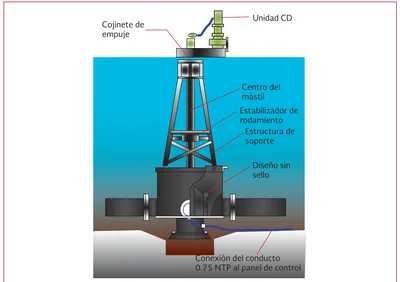 Unidad CD
Cojinete de
empuje
Centro del
mástil
Estabilizador de
rodamiento
Estructura de
soporte
Diseño sin
sello
Conexión del conducto
0.75 NTP al panel de control